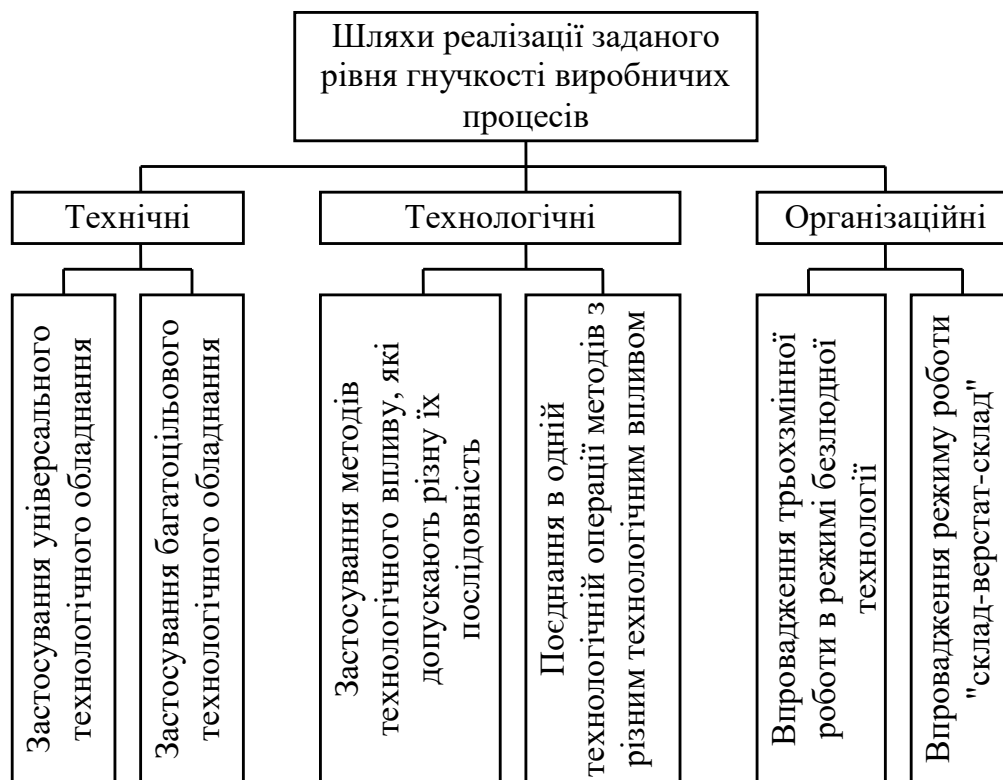 Шляхи реалізації заданого
рівня гнучкості виробничих
процесів
Технічні
Технологічні
Організаційні
Застосування універсального
технологічного обладнання
Застосування багатоцільового
технологічного обладнання
Застосування методів
технологічного впливу, які
допускають різну їх
послідовність
Поєднання в одній
технологічній операції методів з
різним технологічним впливом
Впровадження трьохзмінної
роботи в режимі безлюдної
технології
Впровадження режиму роботи
"склад-верстат-склад"